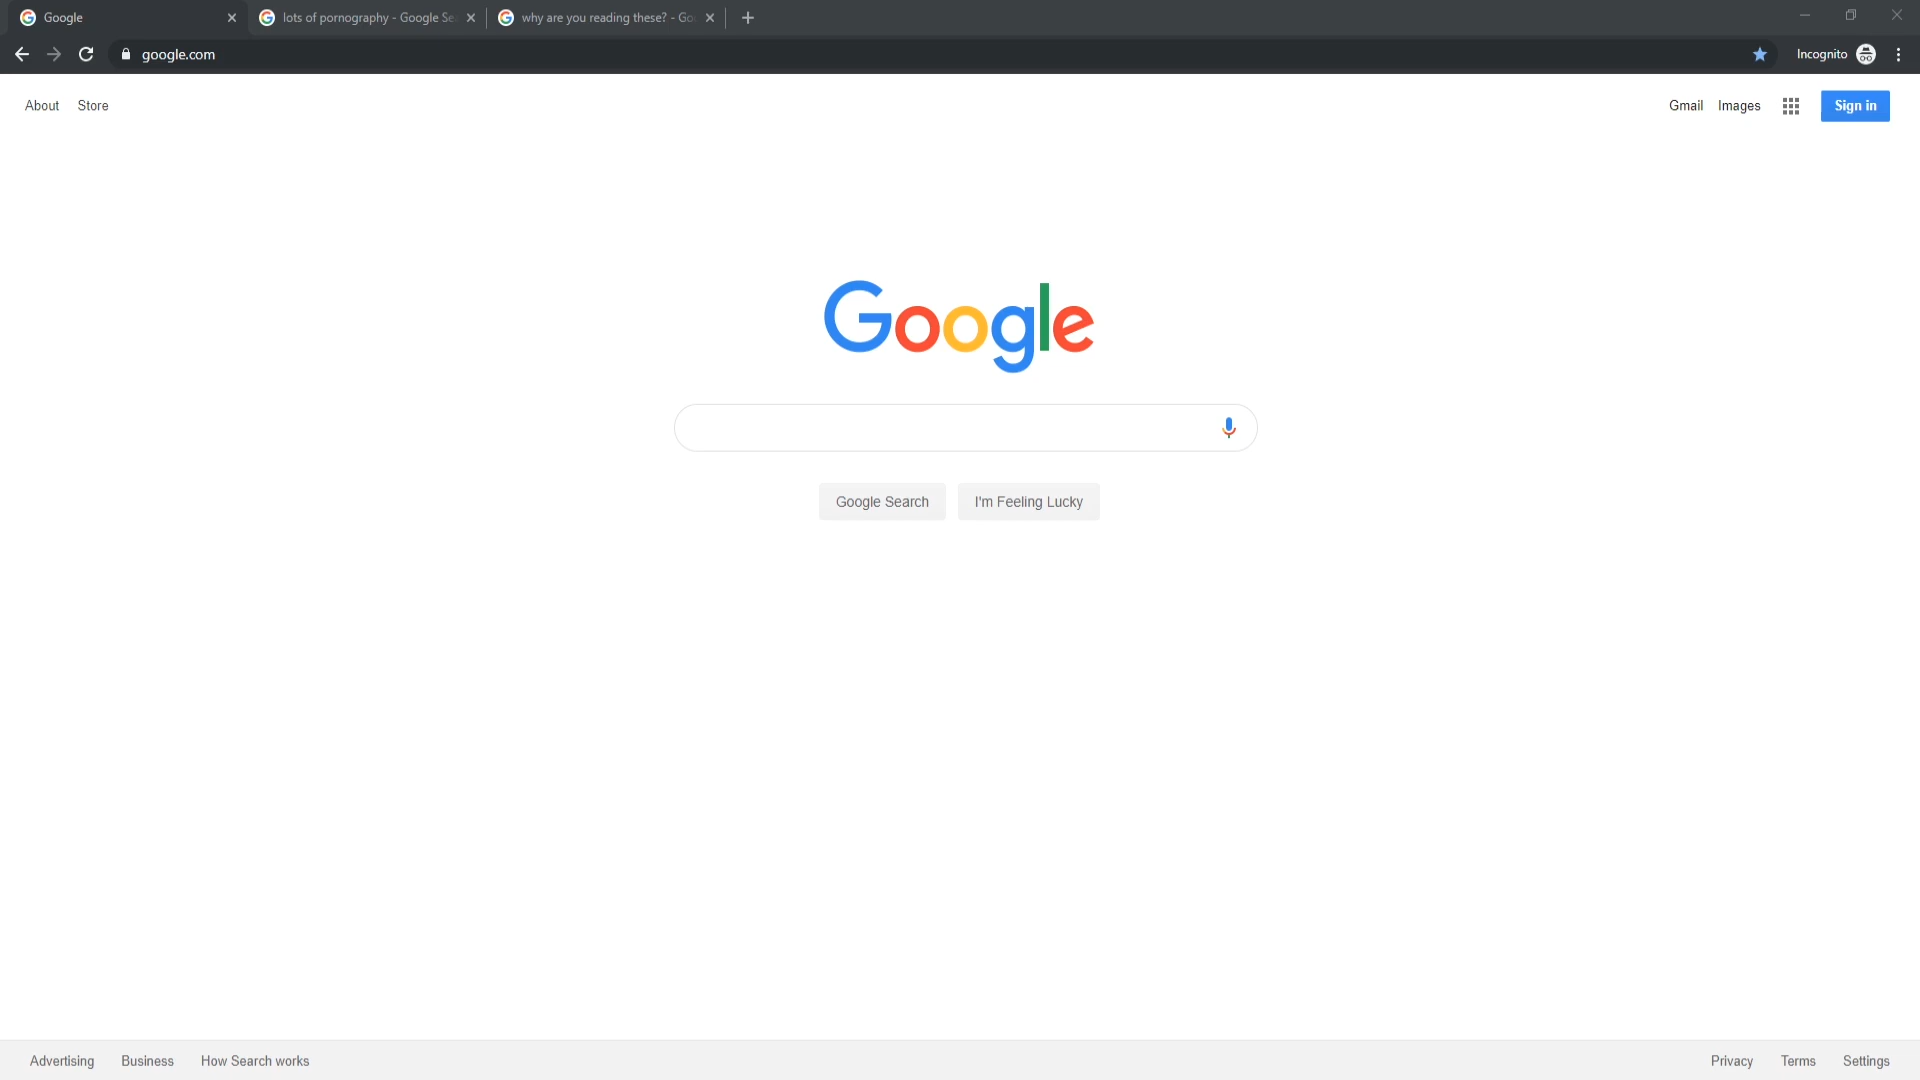 Google
lots of pornography - Google Se
why are you reading these? - Go
google.com
Incognito
About Store
Gmail Images
Sign in
Google
Google Search
I'm Feeling Lucky
Advertising Business How Search works
Privacy Terms Settings